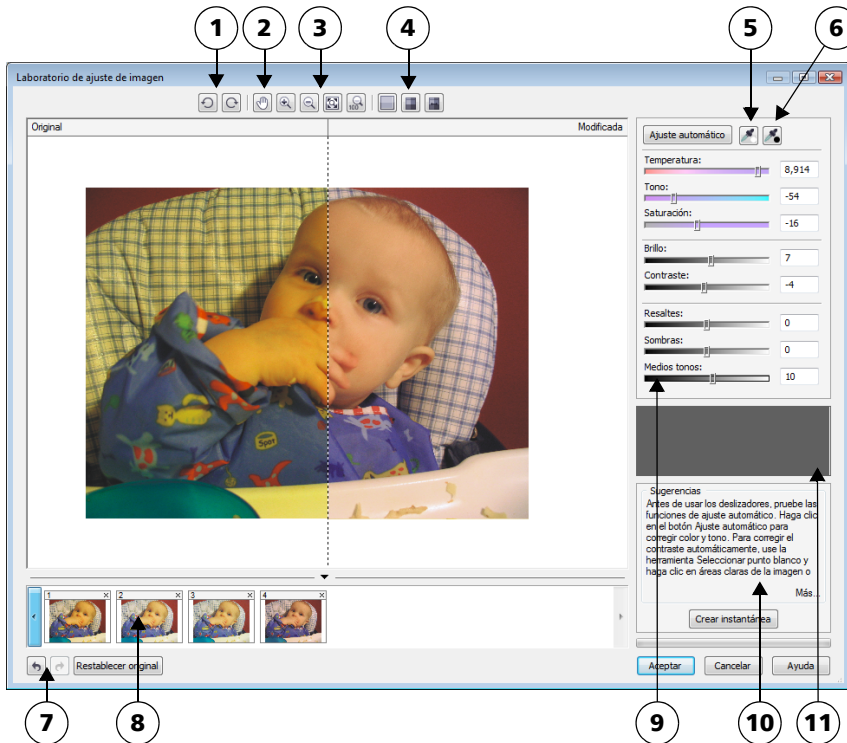 1 2 3 4 5 6
Laboratorio de ajuste de imagen
100
Original Modificada
Ajuste automático
Temperatura:
8,914
Tono:
-54
Saturación:
-16
Brillo:
7
Contraste:
-4
Resaltes:
0
Sombras:
0
Medios tonos:
10
Spot
Sugerencias
Antes de usar los deslizadores, pruebe las
funciones de ajuste automático. Haga clic
en el botón Ajuste automático para
corregir color y tono. Para corregir el
contraste automáticamente, use la
herramienta Seleccionar punto blanco y
haga clic en áreas claras de la imagen o
Más...
Crear instantánea
1 2 3 4
Restablecer original
Aceptar Cancelar Ayuda
7 8 9 10 11